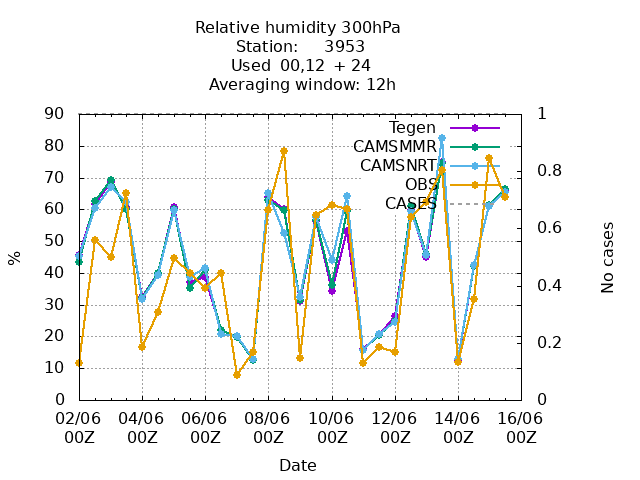 Relative humidity 300hPa
Station: 3953
Used 00,12 + 24
Averaging window: 12h
90 1
Tegen
CAMSMMR
CAMSNRT
OBS
CASES
80
70 0.8
60
50 0.6
40 0.4
30
20 0.2
10
0 0
%
No cases
02/06 04/06 06/06 08/06 10/06 12/06 14/06 16/06
00Z 00Z 00Z 00Z 00Z 00Z 00Z 00Z
Date